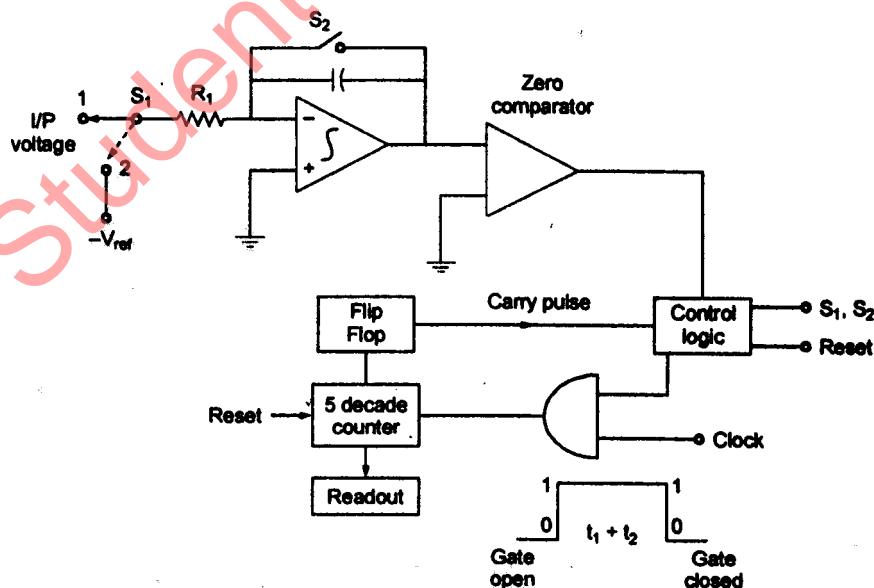 Student
S₂
Zero
comparator
1
S₁
R₁
I/P
voltage
2
−V_ref
−
+
∫
Flip
Flop
Carry pulse
Control
logic
S₁, S₂
Reset
Reset
5 decade
counter
Clock
Readout
1
1
0
t₁ + t₂
0
Gate
open
Gate
closed